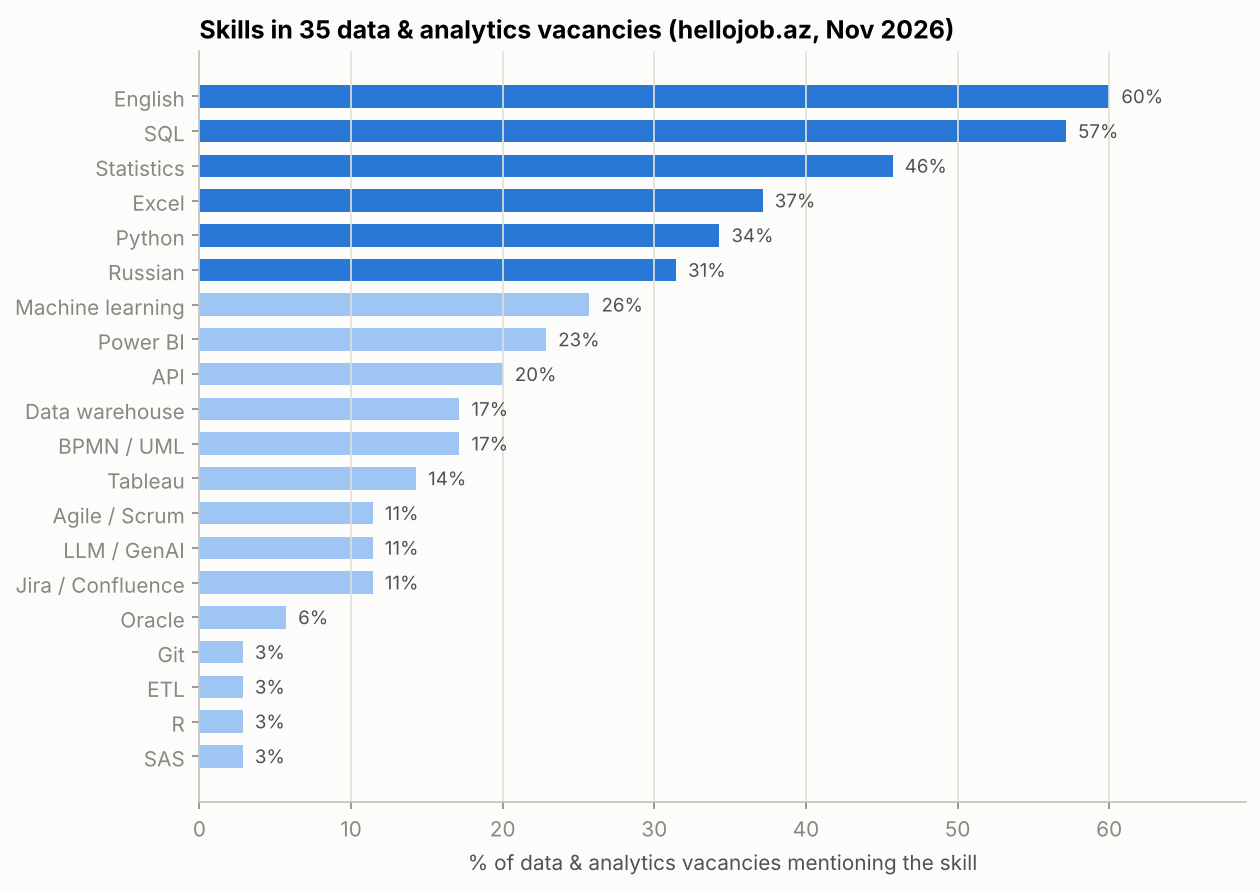 Skills in 35 data & analytics vacancies (hellojob.az, Nov 2026)
English 60%
SQL 57%
Statistics 46%
Excel 37%
Python 34%
Russian 31%
Machine learning 26%
Power BI 23%
API 20%
Data warehouse 17%
BPMN / UML 17%
Tableau 14%
Agile / Scrum 11%
LLM / GenAI 11%
Jira / Confluence 11%
Oracle 6%
Git 3%
ETL 3%
R 3%
SAS 3%
0 10 20 30 40 50 60
% of data & analytics vacancies mentioning the skill